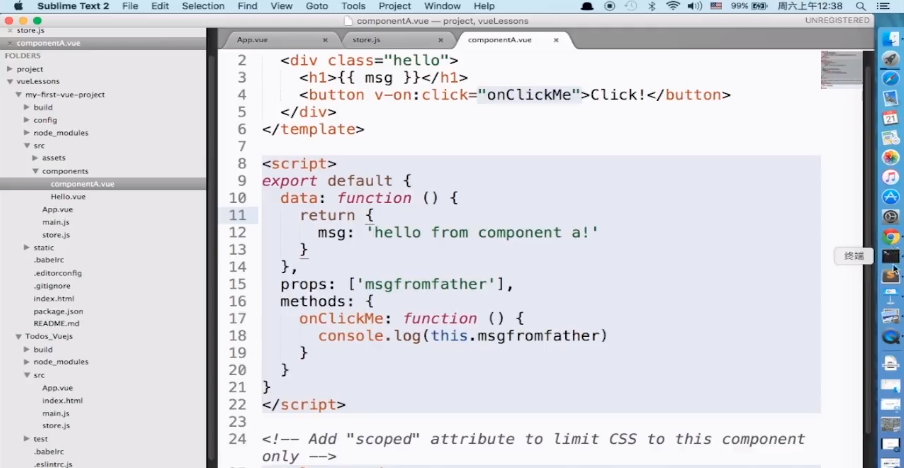 Sublime Text 2 File Edit Selection Find View Goto Tools Project Window Help 99% 周六上午12:38
componentA.vue — project, vueLessons UNREGISTERED
store.js
componentA.vue
FOLDERS
project
vueLessons
my-first-vue-project
build
config
node_modules
src
assets
components
componentA.vue
Hello.vue
App.vue
main.js
store.js
static
.babelrc
.editorconfig
.gitignore
index.html
package.json
README.md
Todos_Vuejs
build
node_modules
src
App.vue
index.html
main.js
store.js
test
.babelrc
.eslintrc.js
App.vue store.js componentA.vue
2 <div class="hello">
3 <h1>{{ msg }}</h1>
4 <button v-on:click="onClickMe">Click!</button>
5 </div>
6 </template>
7
8 <script>
9 export default {
10 data: function () {
11 return {
12 msg: 'hello from component a!'
13 }
14 },
15 props: ['msgfromfather'],
16 methods: {
17 onClickMe: function () {
18 console.log(this.msgfromfather)
19 }
20 }
21 }
22 </script>
23
24 <!-- Add "scoped" attribute to limit CSS to this component
only -->
终端